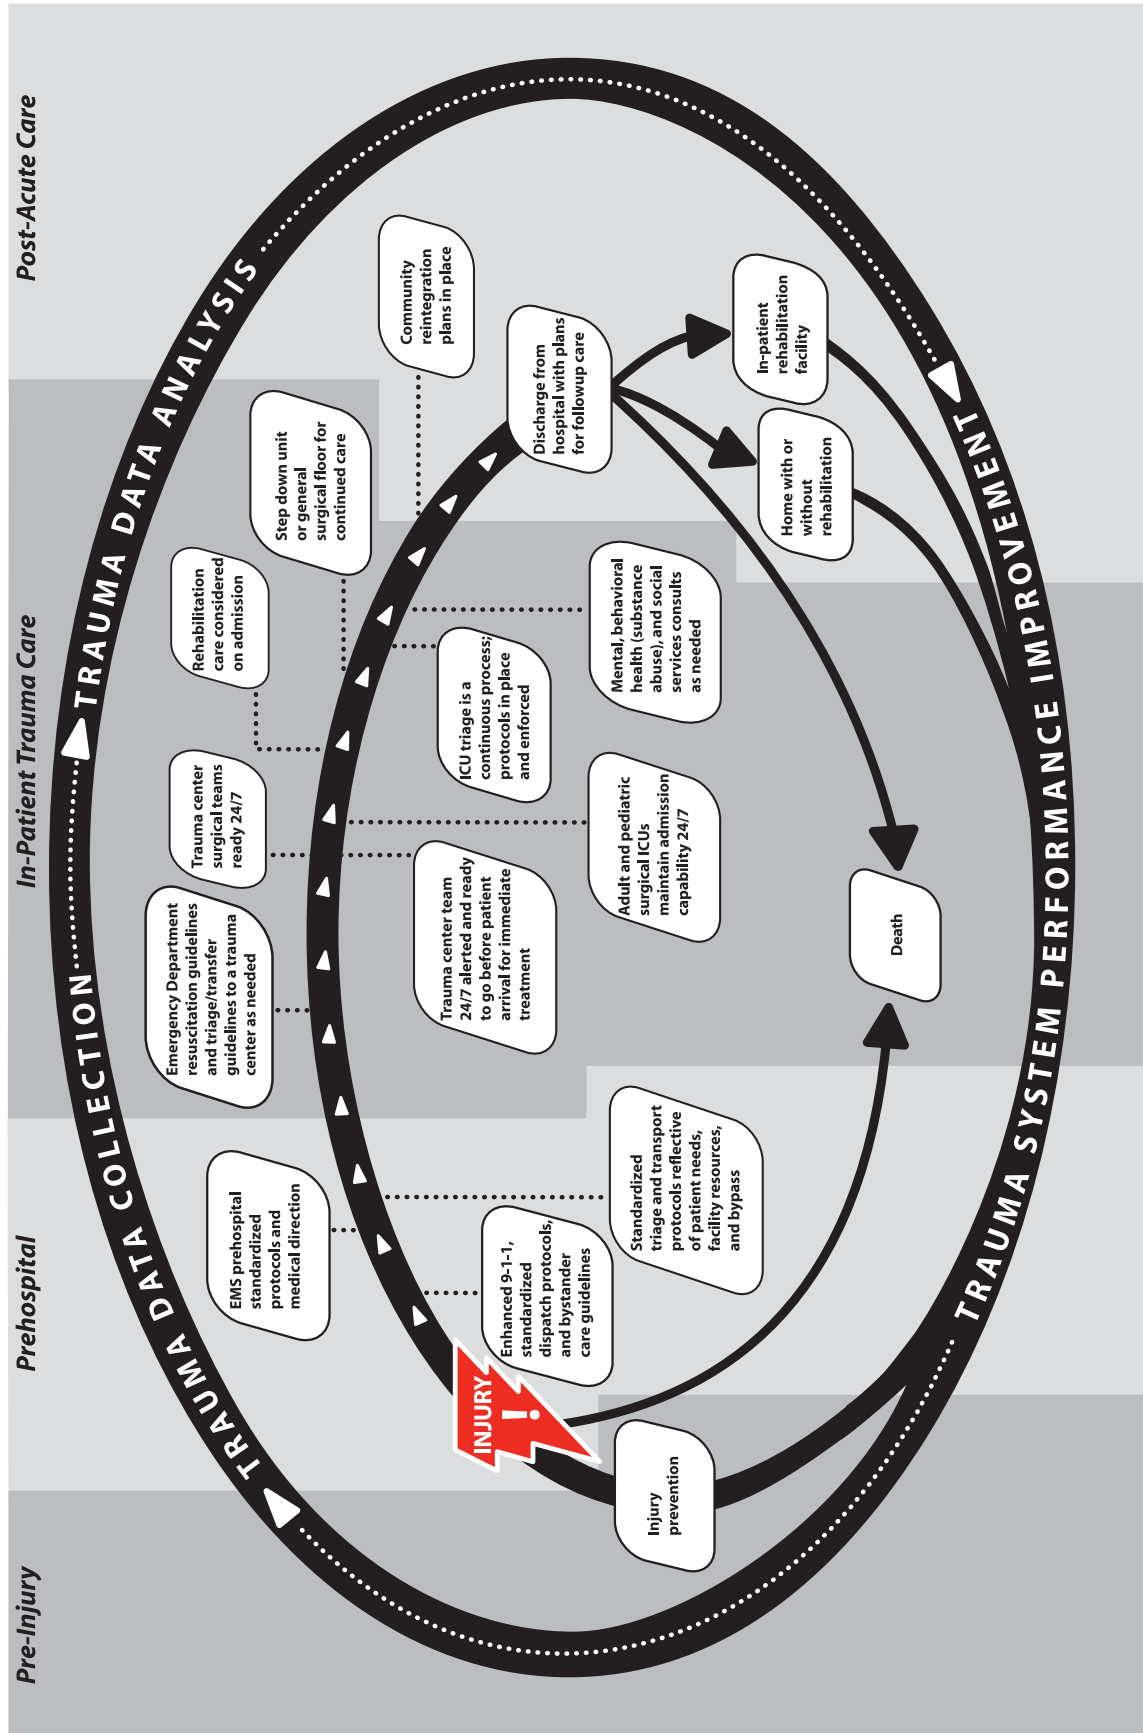 Pre-Injury
Prehospital
In-Patient Trauma Care
Post-Acute Care
TRAUMA DATA COLLECTION
TRAUMA DATA ANALYSIS
TRAUMA SYSTEM PERFORMANCE IMPROVEMENT
Injury
prevention
INJURY
!
Enhanced 9-1-1,
standardized
dispatch protocols,
and bystander
care guidelines
EMS prehospital
standardized
protocols and
medical direction
Standardized
triage and transport
protocols reflective
of patient needs,
facility resources,
and bypass
Emergency Department
resuscitation guidelines
and triage/transfer
guidelines to a trauma
center as needed
Trauma center team
24/7 alerted and ready
to go before patient
arrival for immediate
treatment
Trauma center
surgical teams
ready 24/7
Adult and pediatric
surgical ICUs
maintain admission
capability 24/7
Rehabilitation
care considered
on admission
ICU triage is a
continuous process;
protocols in place
and enforced
Mental, behavioral
health (substance
abuse), and social
services consults
as needed
Step down unit
or general
surgical floor for
continued care
Community
reintegration
plans in place
Discharge from
hospital with plans
for followup care
Home with or
without
rehabilitation
In-patient
rehabilitation
facility
Death